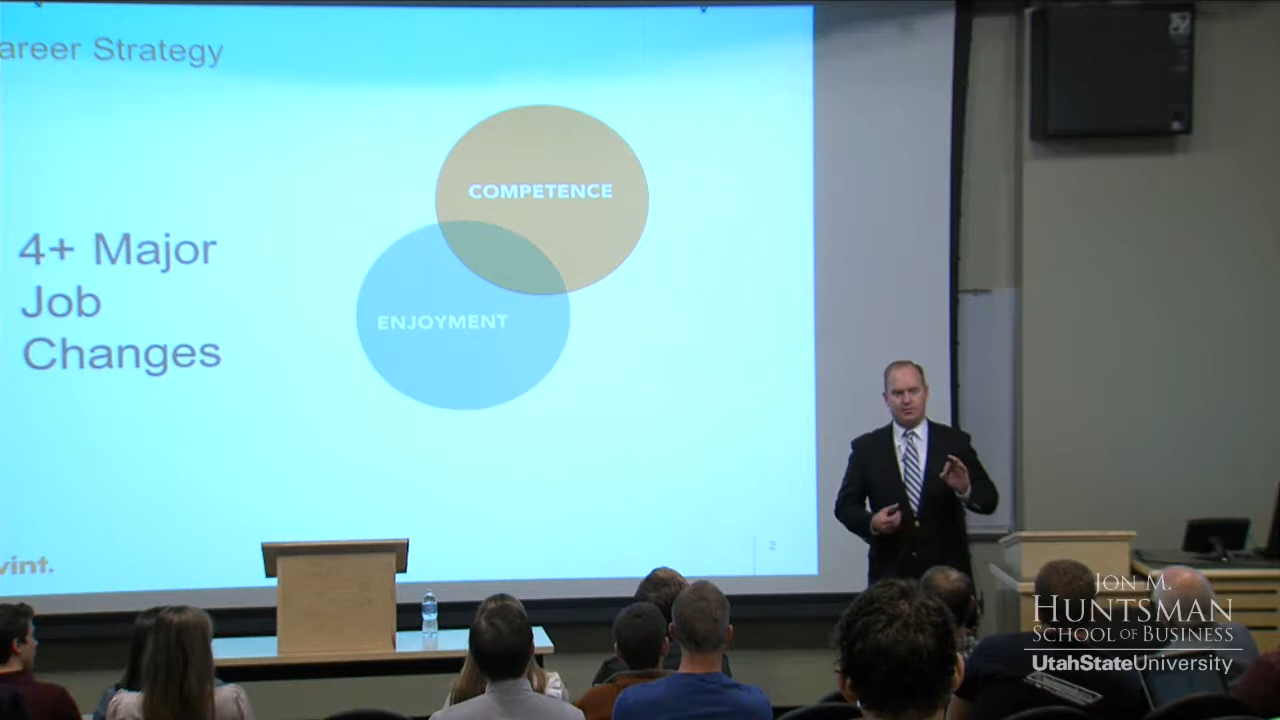 areer Strategy
COMPETENCE
4+ Major
Job
Changes
ENJOYMENT
vint.
2
JON M.
HUNTSMAN
SCHOOL OF BUSINESS
UtahStateUniversity